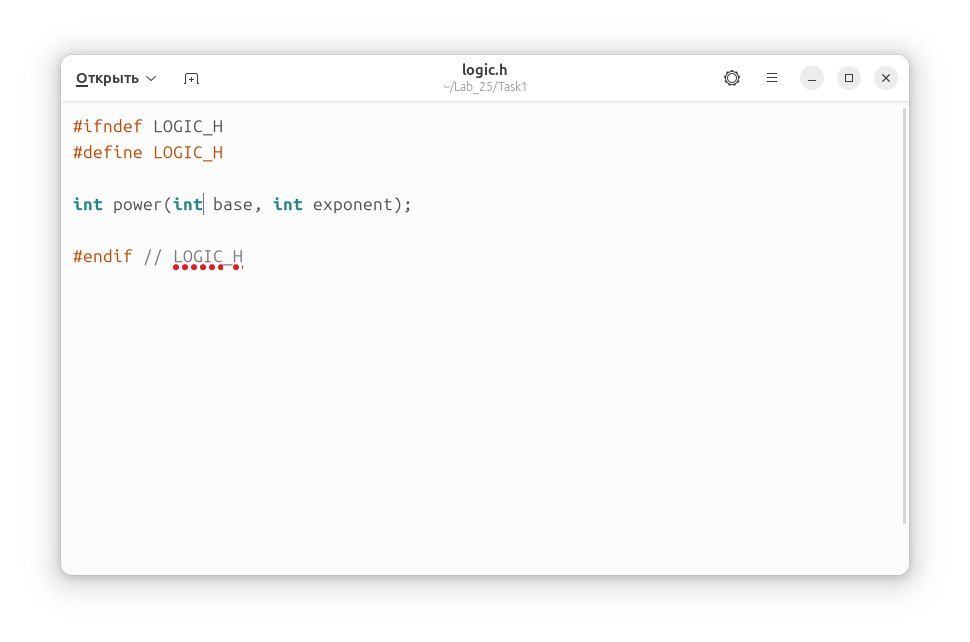 Открыть
logic.h
~/Lab_25/Task1
#ifndef LOGIC_H
#define LOGIC_H
int power(int base, int exponent);
#endif // LOGIC_H